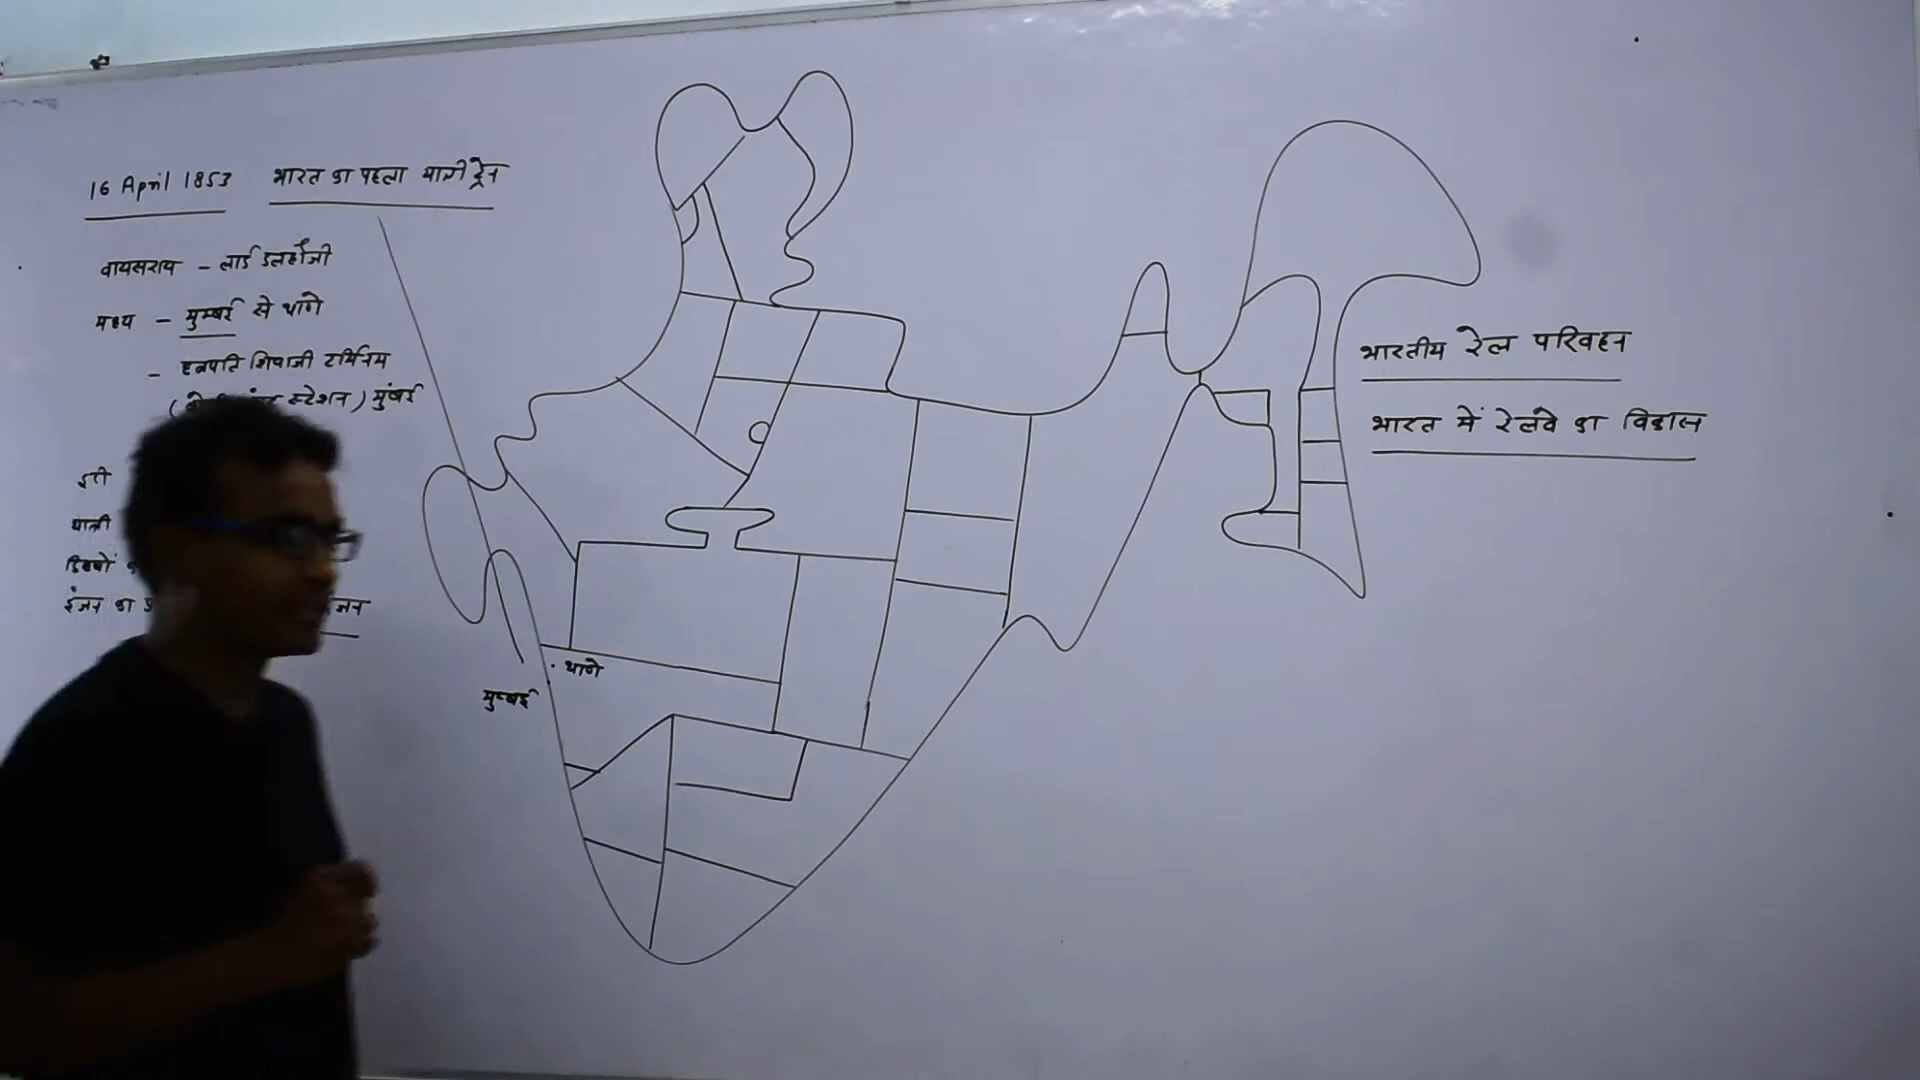 16 April 1853 भारत का पहला यात्री ट्रेन
वायसराय - लार्ड डलहौजी
मध्य - मुम्बई से थाणे
- छत्रपति शिवाजी टर्मिनस
स्टेशन) मुंबई
दुरी
यात्री
डिब्बों
इंजन का
थाणे
मुम्बई
भारतीय रेल परिवहन
भारत में रेलवे का विकास